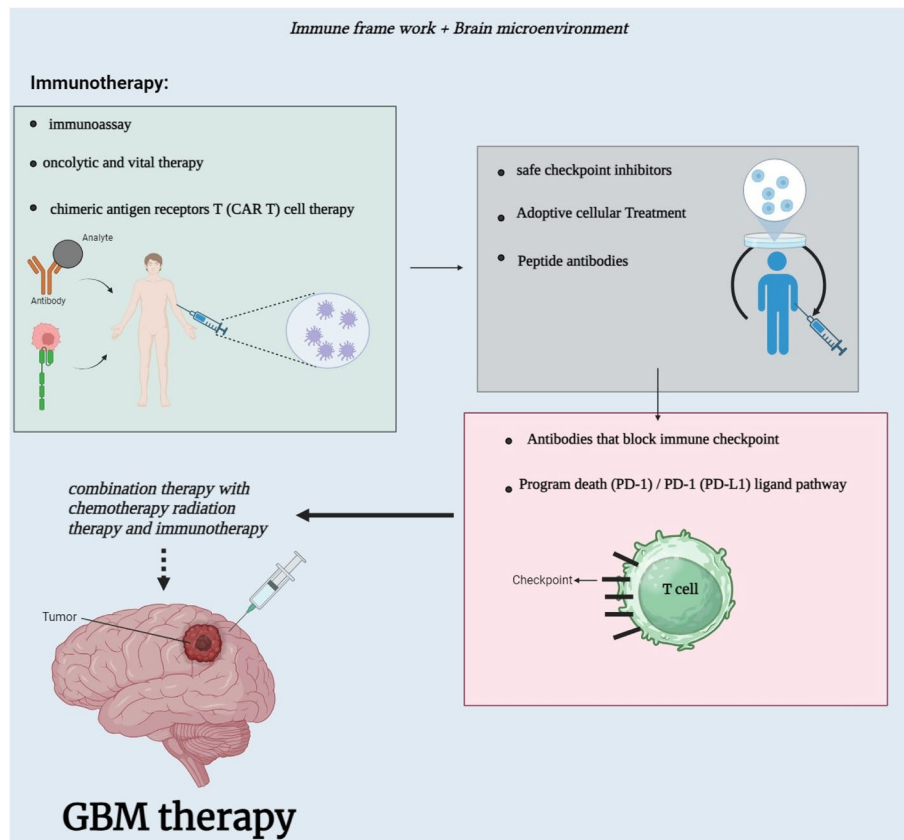 Immune frame work + Brain microenvironment
Immunotherapy:
immunoassay
oncolytic and vital therapy
chimeric antigen receptors T (CAR T) cell therapy
Analyte
Antibody
safe checkpoint inhibitors
Adoptive cellular Treatment
Peptide antibodies
Antibodies that block immune checkpoint
Program death (PD-1) / PD-1 (PD-L1) ligand pathway
Checkpoint
T cell
combination therapy with
chemotherapy radiation
therapy and immunotherapy
Tumor
GBM therapy